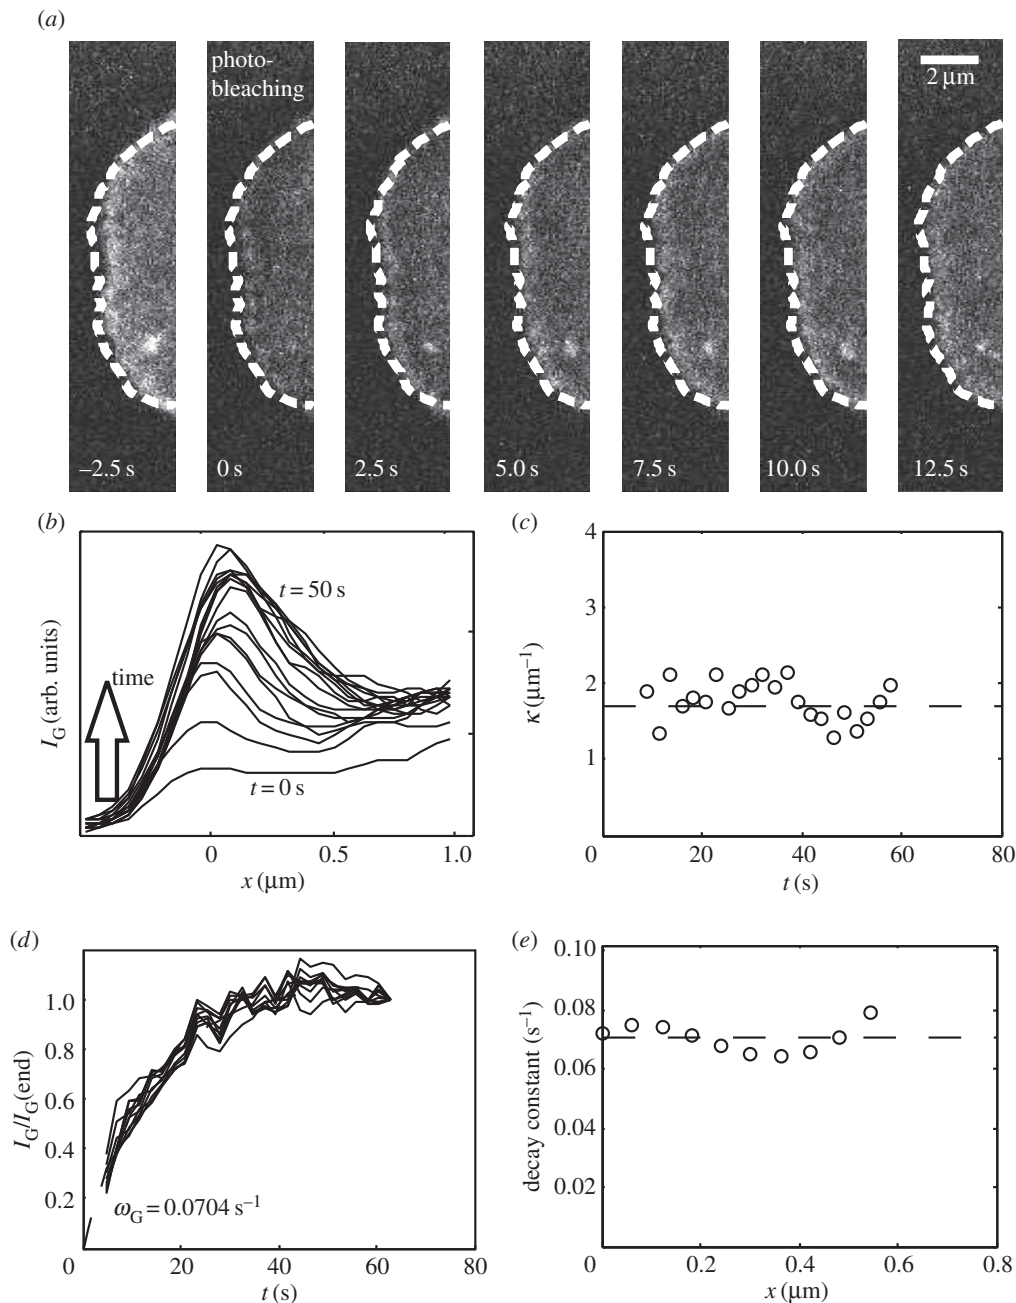 (a)
photo-
bleaching
2 μm
–2.5 s
0 s
2.5 s
5.0 s
7.5 s
10.0 s
12.5 s
(b)
I_G (arb. units)
time
t = 50 s
t = 0 s
0
0.5
1.0
x (μm)
(c)
κ (μm⁻¹)
4
3
2
1
0
20
40
60
80
t (s)
(d)
I_G/I_G(end)
1.0
0.8
0.6
0.4
0.2
ω_G = 0.0704 s⁻¹
0
20
40
60
80
t (s)
(e)
decay constant (s⁻¹)
0.10
0.08
0.06
0.04
0.02
0
0.2
0.4
0.6
0.8
x (μm)